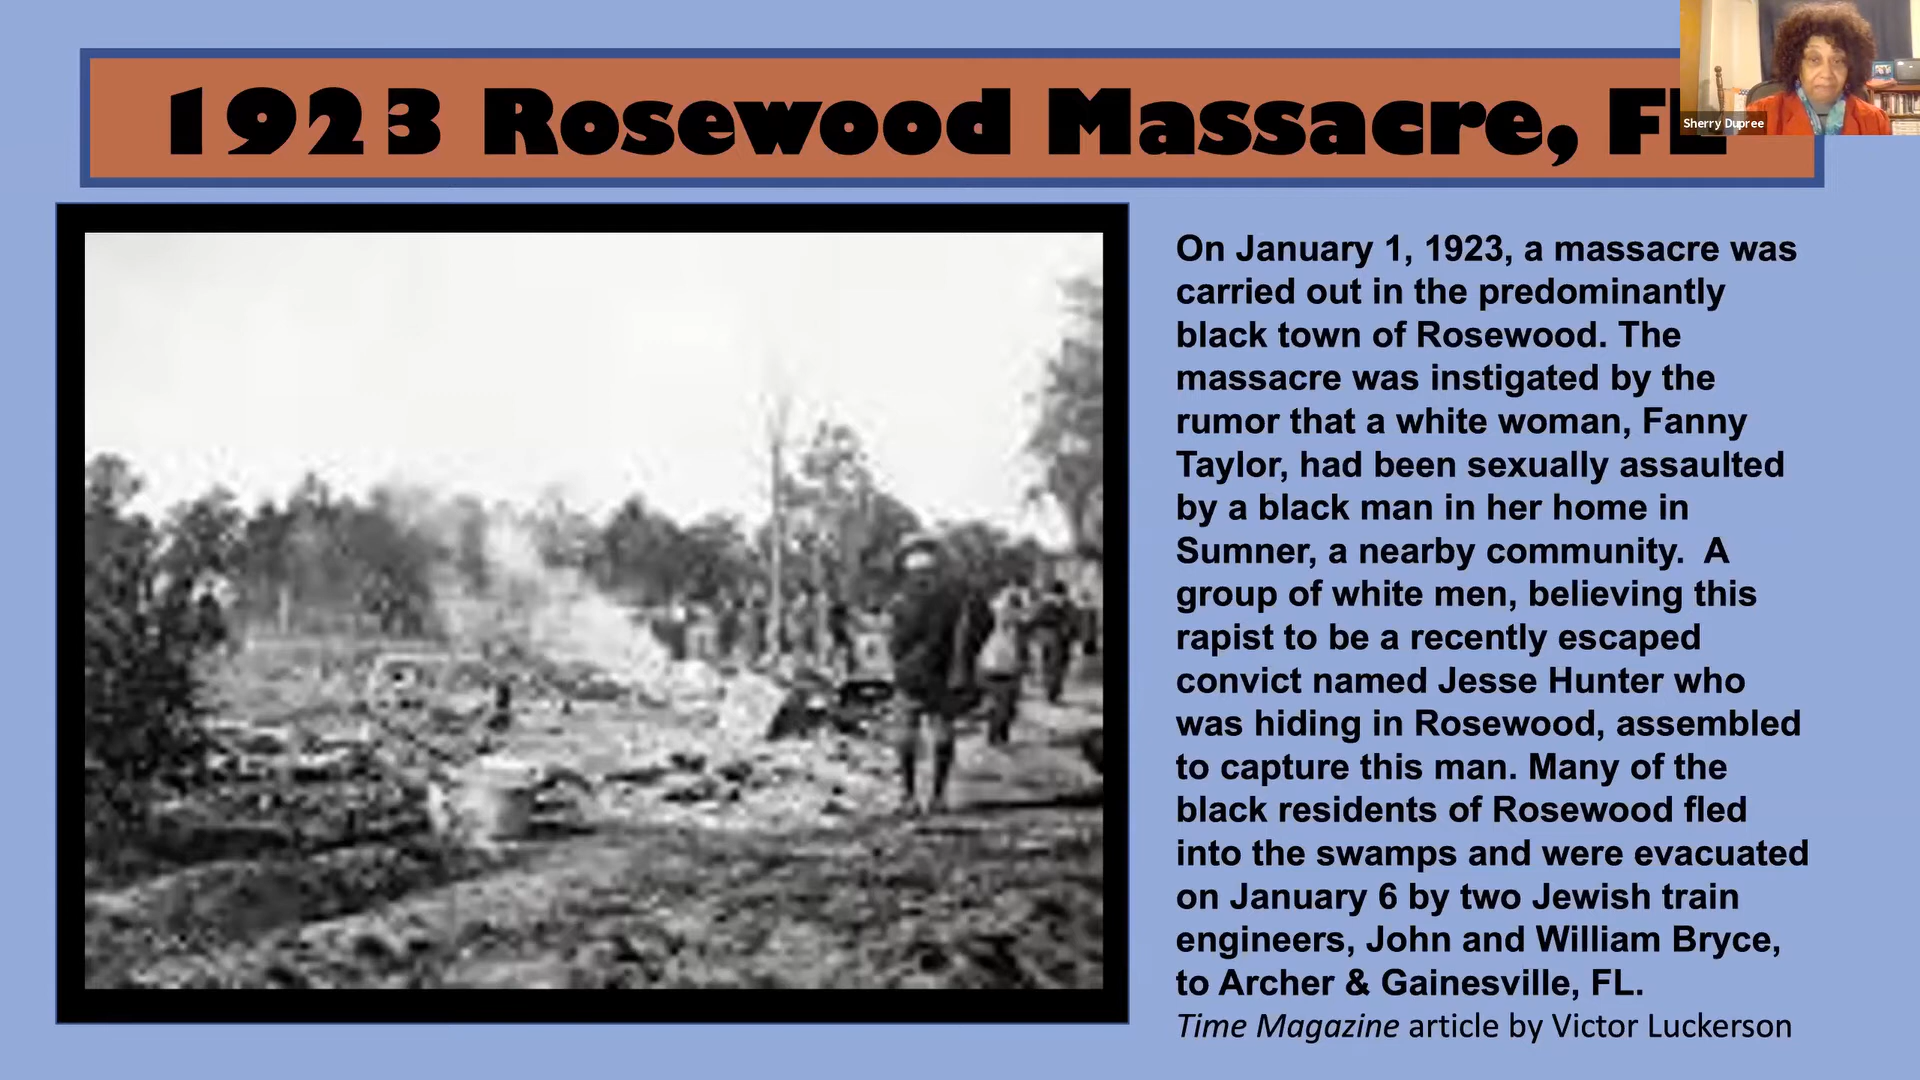 1923 Rosewood Massacre, FL
Sherry Dupree
On January 1, 1923, a massacre was
carried out in the predominantly
black town of Rosewood. The
massacre was instigated by the
rumor that a white woman, Fanny
Taylor, had been sexually assaulted
by a black man in her home in
Sumner, a nearby community.  A
group of white men, believing this
rapist to be a recently escaped
convict named Jesse Hunter who
was hiding in Rosewood, assembled
to capture this man. Many of the
black residents of Rosewood fled
into the swamps and were evacuated
on January 6 by two Jewish train
engineers, John and William Bryce,
to Archer & Gainesville, FL.
Time Magazine article by Victor Luckerson